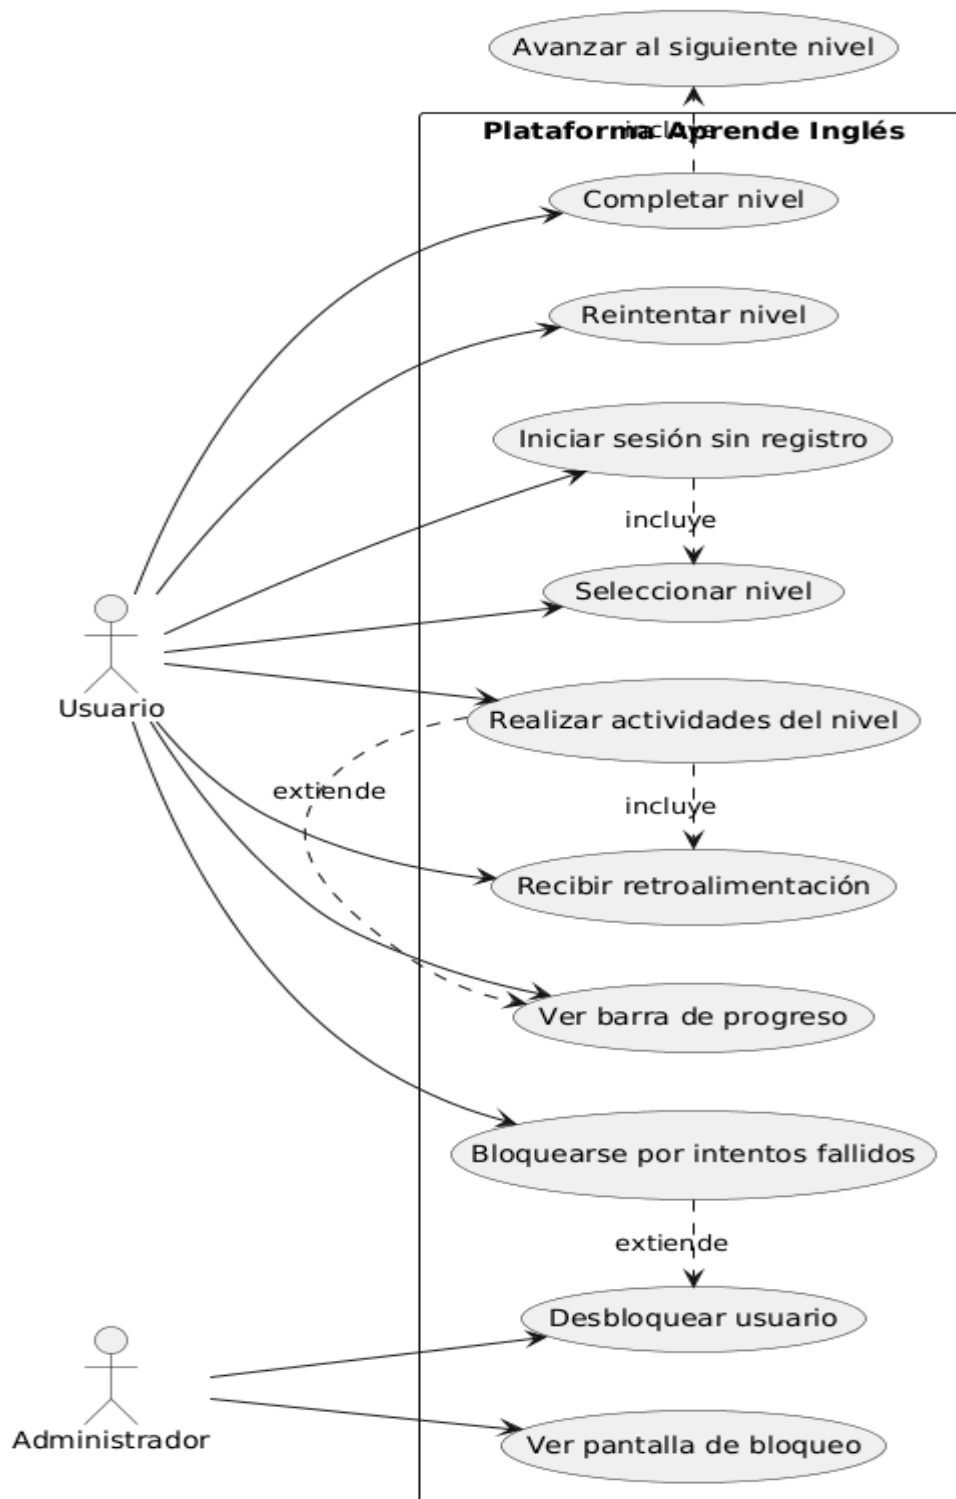 Avanzar al siguiente nivel
incluye
Plataforma Aprende Inglés
Completar nivel
Reintentar nivel
Iniciar sesión sin registro
incluye
Seleccionar nivel
Usuario
Realizar actividades del nivel
extiende
incluye
Recibir retroalimentación
Ver barra de progreso
Bloquearse por intentos fallidos
extiende
Desbloquear usuario
Administrador
Ver pantalla de bloqueo